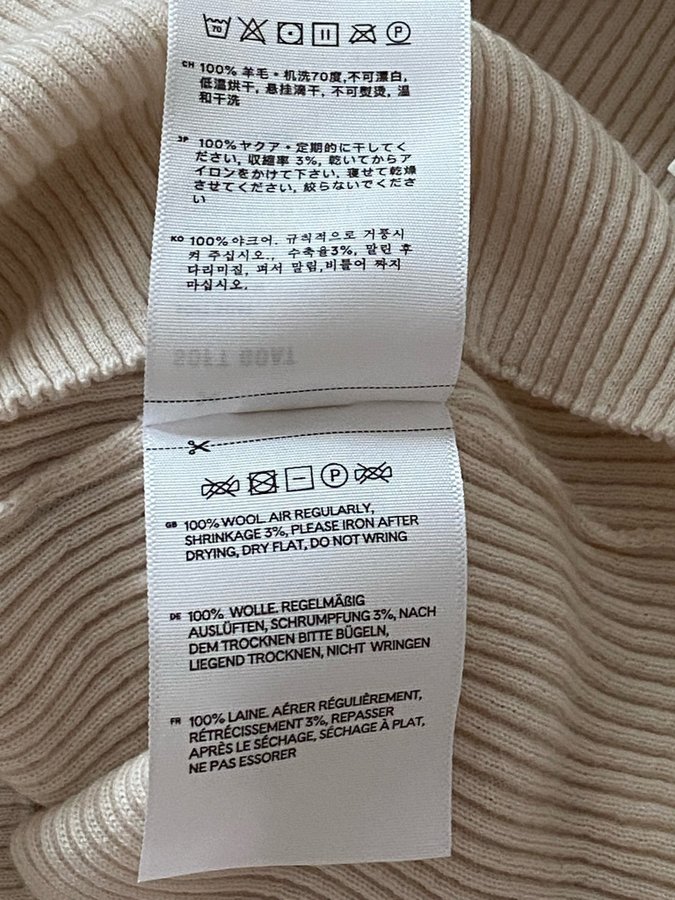 70
P
CH 100% 羊毛。机洗70度,不可漂白,
低温烘干, 悬挂滴干, 不可熨烫, 温
和干洗
JP 100%ヤクア。定期的に干してく
ださい, 収縮率 3%, 乾いてからア
イロンをかけて下さい, 寝せて乾燥
させてください, 絞らないでくださ
い
KO 100%야크어. 규칙적으로 거풍시
켜 주십시오., 수축율3%, 말린 후
다리미질, 펴서 말림,비틀어 짜지
마십시오.
P
GB 100% WOOL. AIR REGULARLY,
SHRINKAGE 3%, PLEASE IRON AFTER
DRYING, DRY FLAT, DO NOT WRING
DE 100% WOLLE. REGELMÄßIG
AUSLÜFTEN, SCHRUMPFUNG 3%, NACH
DEM TROCKNEN BITTE BÜGELN,
LIEGEND TROCKNEN, NICHT WRINGEN
FR 100% LAINE. AÉRER RÉGULIÈREMENT,
RÉTRÉCISSEMENT 3%, REPASSER
APRÈS LE SÉCHAGE, SÉCHAGE À PLAT,
NE PAS ESSORER